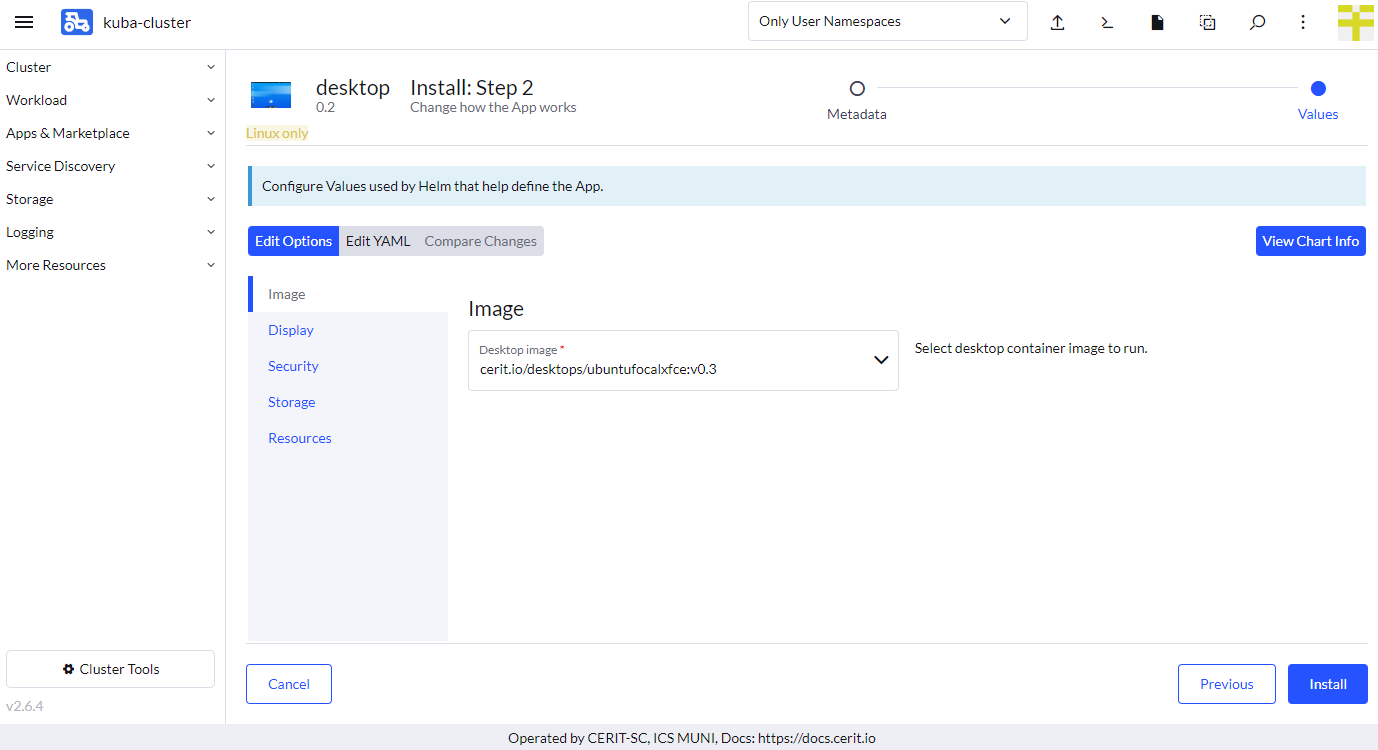 kuba-cluster
Only User Namespaces
Cluster
Workload
Apps & Marketplace
Service Discovery
Storage
Logging
More Resources
Cluster Tools
v2.6.4
desktop
0.2
Linux only
Install: Step 2
Change how the App works
Metadata
Values
Configure Values used by Helm that help define the App.
Edit Options
Edit YAML
Compare Changes
View Chart Info
Image
Display
Security
Storage
Resources
Image
Desktop image *
cerit.io/desktops/ubuntufocalxfce:v0.3
Select desktop container image to run.
Cancel
Previous
Install
Operated by CERIT-SC, ICS MUNI, Docs: https://docs.cerit.io